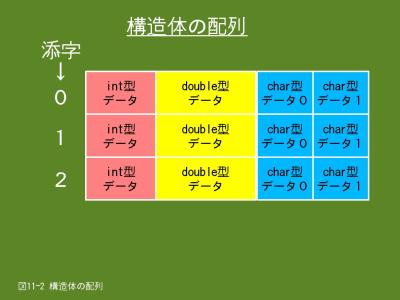 構造体の配列
添字
↓
0
int型
データ
double型
データ
char型
データ0
char型
データ1
1
int型
データ
double型
データ
char型
データ0
char型
データ1
2
int型
データ
double型
データ
char型
データ0
char型
データ1
図11-2 構造体の配列